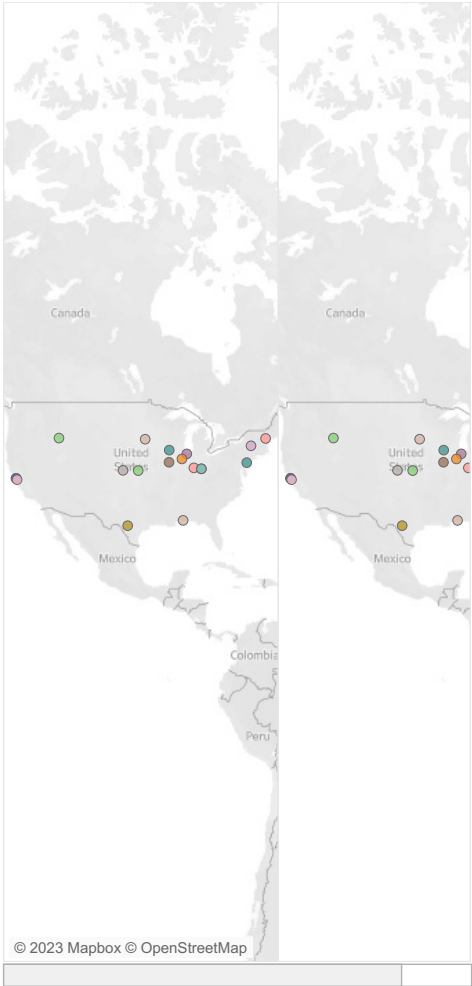 Canada
Canada
United
States
United
States
Mexico
Mexico
Colombia
Peru
© 2023 Mapbox © OpenStreetMap